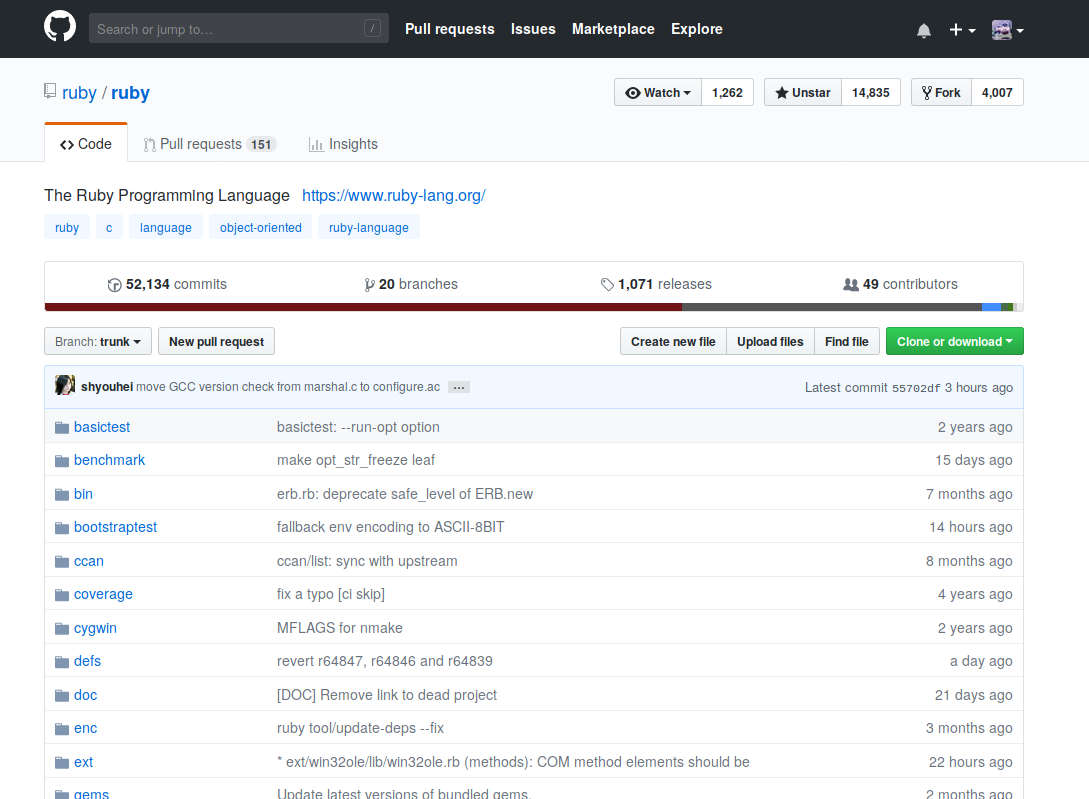 Search or jump to… / Pull requests Issues Marketplace Explore
ruby / ruby Watch 1,262 Unstar 14,835 Fork 4,007
Code Pull requests 151 Insights
The Ruby Programming Language https://www.ruby-lang.org/
ruby c language object-oriented ruby-language
52,134 commits 20 branches 1,071 releases 49 contributors
Branch: trunk New pull request Create new file Upload files Find file Clone or download
shyouhei move GCC version check from marshal.c to configure.ac … Latest commit 55702df 3 hours ago
basictest basictest: --run-opt option 2 years ago
benchmark make opt_str_freeze leaf 15 days ago
bin erb.rb: deprecate safe_level of ERB.new 7 months ago
bootstraptest fallback env encoding to ASCII-8BIT 14 hours ago
ccan ccan/list: sync with upstream 8 months ago
coverage fix a typo [ci skip] 4 years ago
cygwin MFLAGS for nmake 2 years ago
defs revert r64847, r64846 and r64839 a day ago
doc [DOC] Remove link to dead project 21 days ago
enc ruby tool/update-deps --fix 3 months ago
ext * ext/win32ole/lib/win32ole.rb (methods): COM method elements should be 22 hours ago
gems Update latest versions of bundled gems. 2 months ago